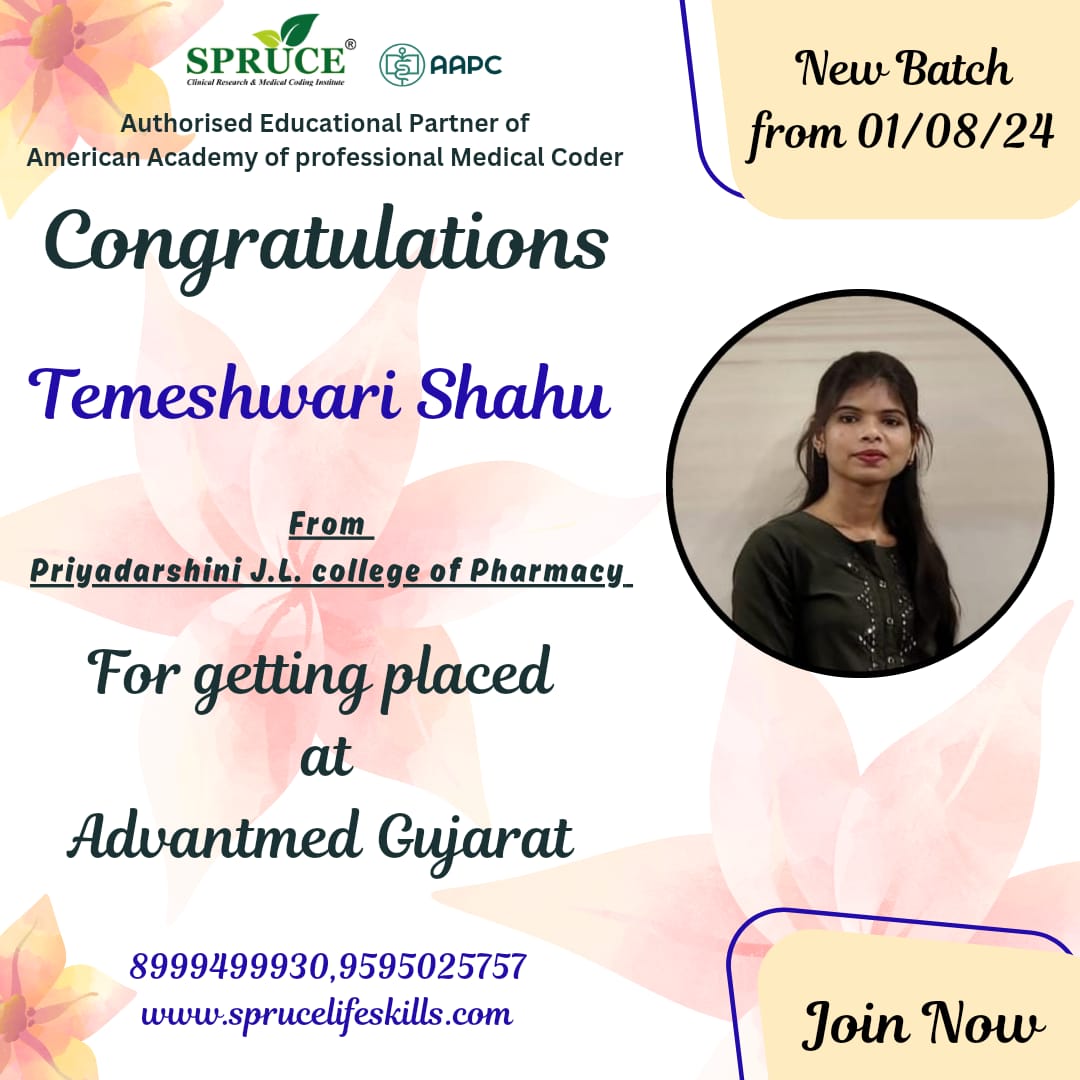 SPRUCE®
Clinical Research & Medical Coding Institute
AAPC
Authorised Educational Partner of
American Academy of professional Medical Coder
New Batch
from 01/08/24
Congratulations
Temeshwari Shahu
From
Priyadarshini J.L. college of Pharmacy
For getting placed
at
Advantmed Gujarat
8999499930,9595025757
www.sprucelifeskills.com
Join Now